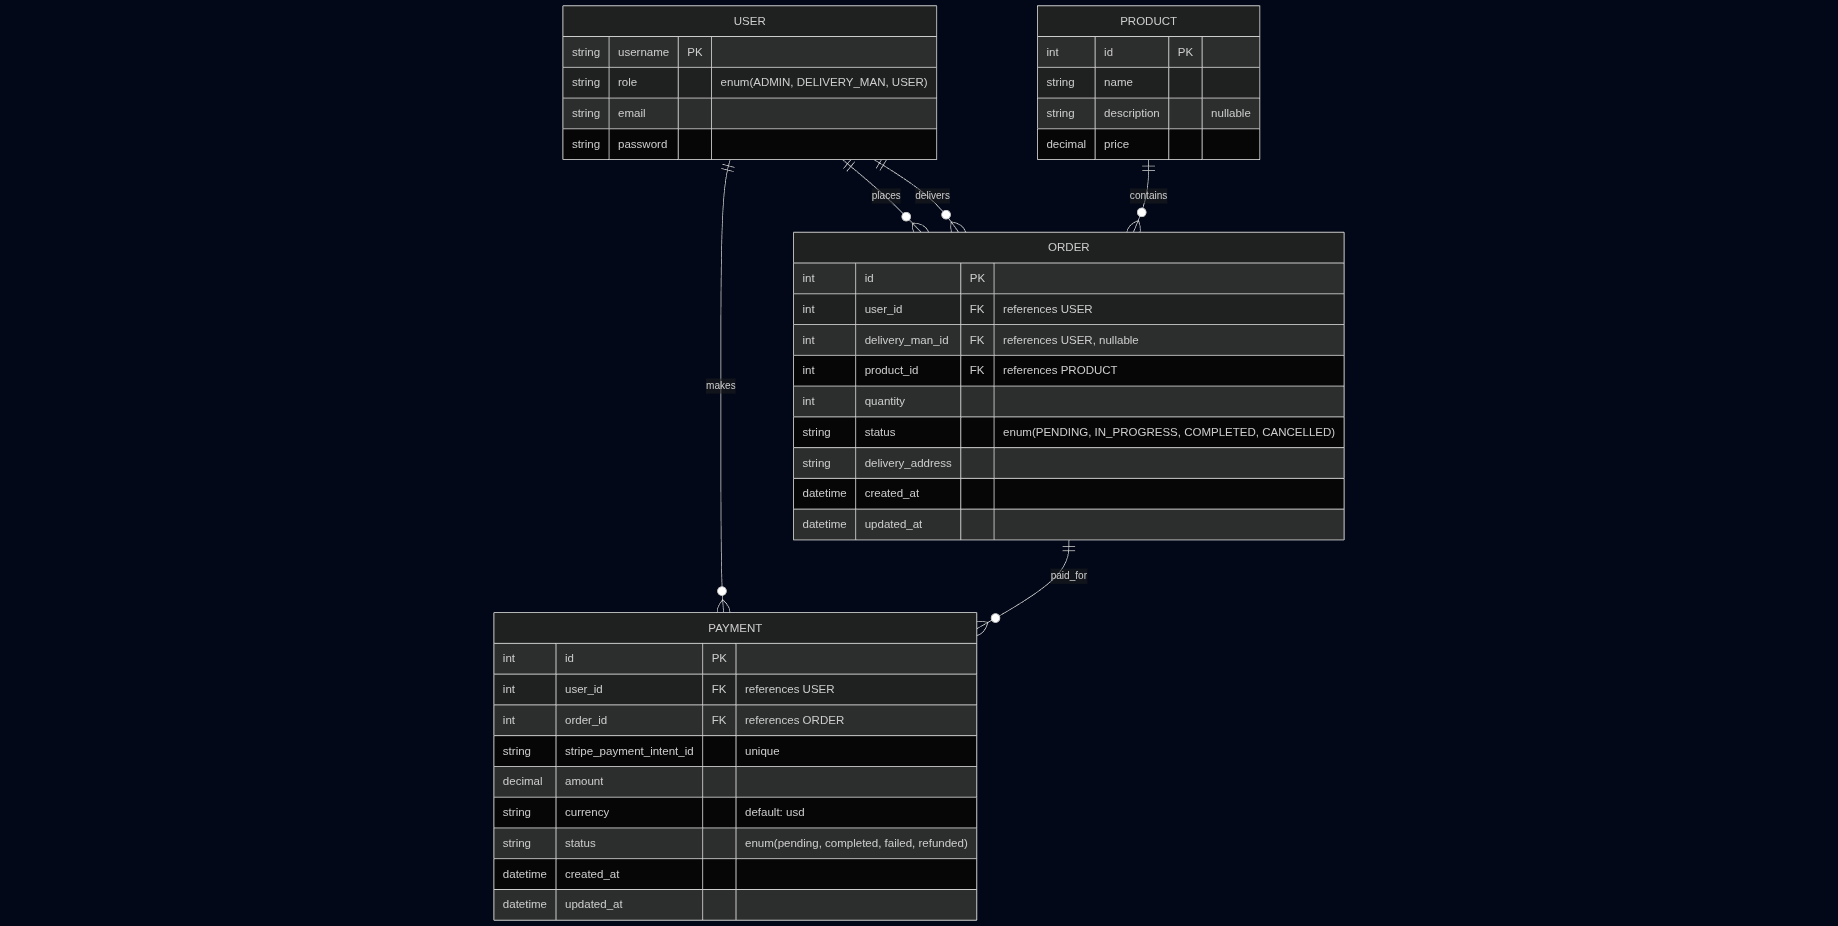 USER
string username PK
string role enum(ADMIN, DELIVERY_MAN, USER)
string email
string password
PRODUCT
int id PK
string name
string description nullable
decimal price
places
delivers
contains
ORDER
int id PK
int user_id FK references USER
int delivery_man_id FK references USER, nullable
int product_id FK references PRODUCT
int quantity
string status enum(PENDING, IN_PROGRESS, COMPLETED, CANCELLED)
string delivery_address
datetime created_at
datetime updated_at
makes
paid_for
PAYMENT
int id PK
int user_id FK references USER
int order_id FK references ORDER
string stripe_payment_intent_id unique
decimal amount
string currency default: usd
string status enum(pending, completed, failed, refunded)
datetime created_at
datetime updated_at